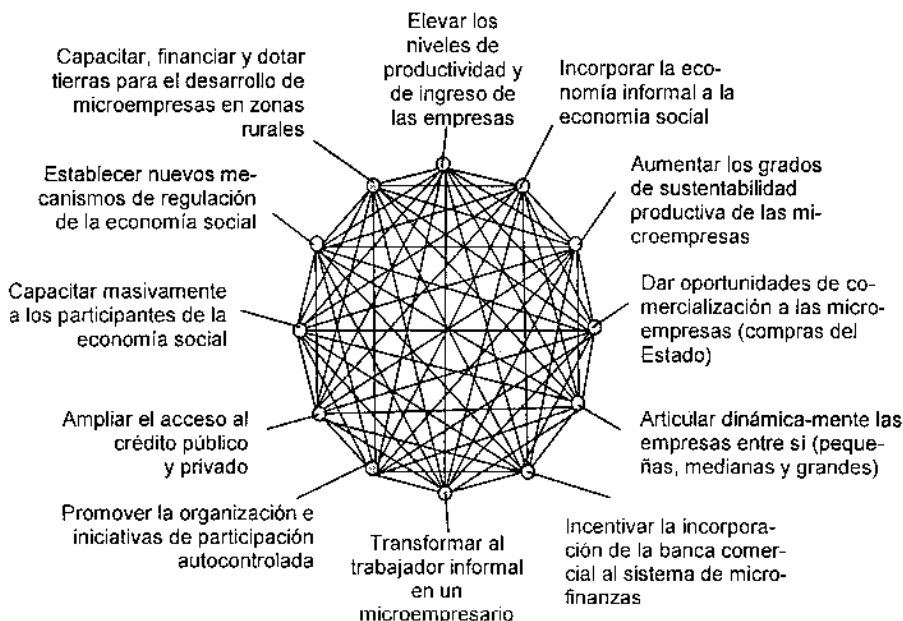 Elevar los
niveles de
productividad y
de ingreso de
las empresas
Incorporar la eco-
nomía informal a la
economía social
Aumentar los grados
de sustentabilidad
productiva de las mi-
croempresas
Dar oportunidades de co-
mercialización a las micro-
empresas (compras del
Estado)
Articular dinámica-mente las
empresas entre si (peque-
ñas, medianas y grandes)
Incentivar la incorpora-
ción de la banca comer-
cial al sistema de micro-
finanzas
Transformar al
trabajador informal
en un
microempresario
Promover la organización e
iniciativas de participación
autocontrolada
Ampliar el acceso al
crédito público
y privado
Capacitar masivamente
a los participantes de la
economía social
Establecer nuevos me-
canismos de regulación
de la economía social
Capacitar, financiar y dotar
tierras para el desarrollo de
microempresas en zonas
rurales